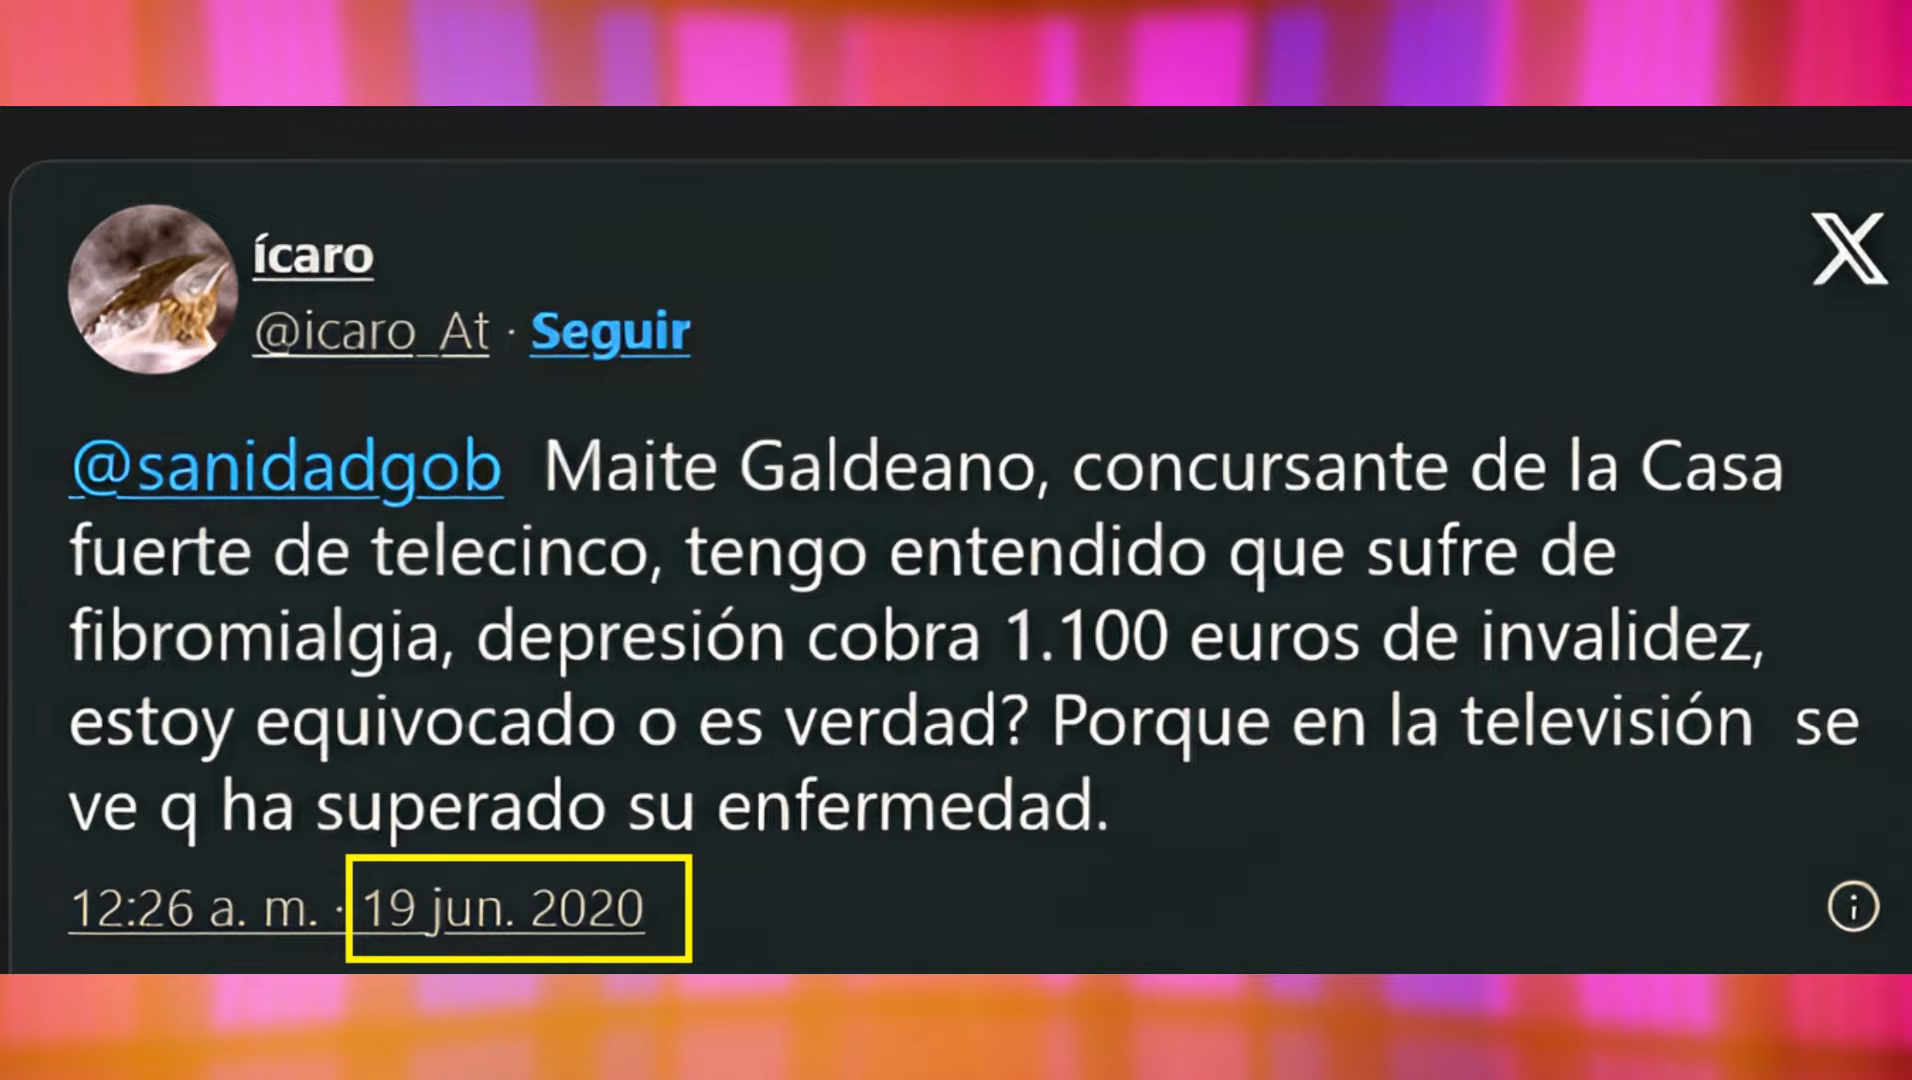 ícaro
@icaro_At · Seguir
@sanidadgob Maite Galdeano, concursante de la Casa
fuerte de telecinco, tengo entendido que sufre de
fibromialgia, depresión cobra 1.100 euros de invalidez,
estoy equivocado o es verdad? Porque en la televisión se
ve q ha superado su enfermedad.
12:26 a. m. · 19 jun. 2020